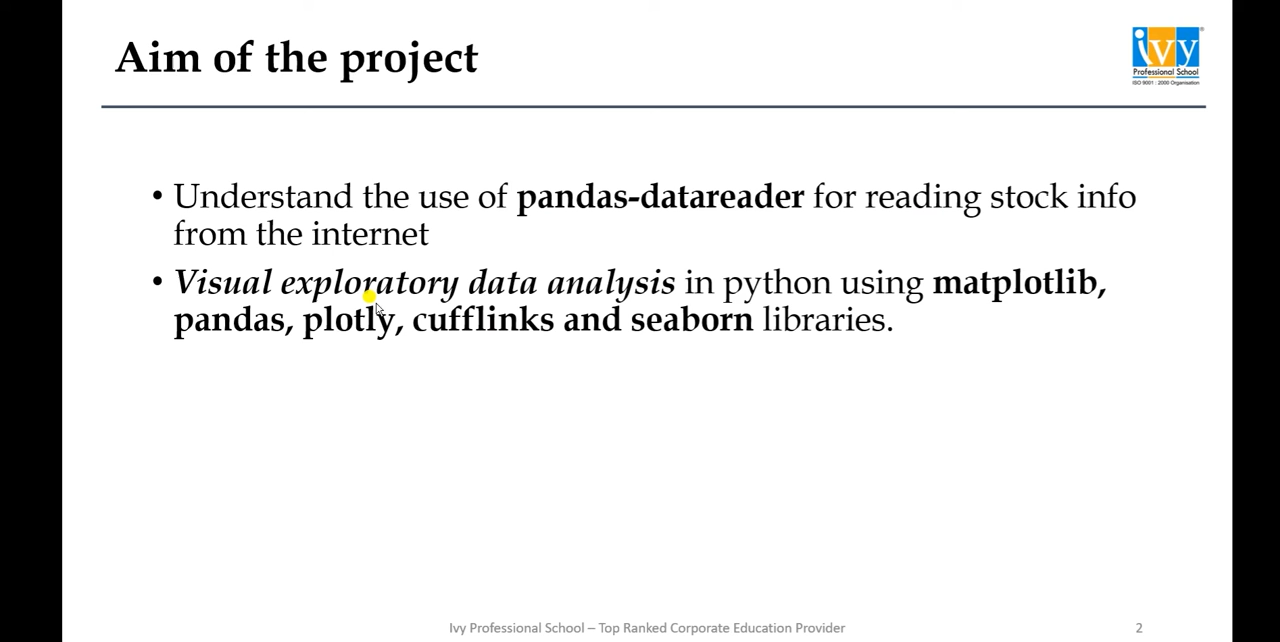 Aim of the project
ivy
Professional School
ISO 9001 : 2000 Organisation
• Understand the use of pandas-datareader for reading stock info
from the internet
• Visual exploratory data analysis in python using matplotlib,
pandas, plotly, cufflinks and seaborn libraries.
Ivy Professional School – Top Ranked Corporate Education Provider
2